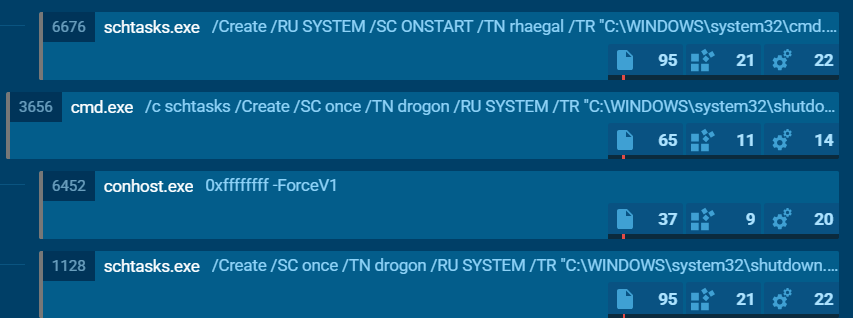 6676 schtasks.exe /Create /RU SYSTEM /SC ONSTART /TN rhaegal /TR "C:\WINDOWS\system32\cmd....
95 21 22
3656 cmd.exe /c schtasks /Create /SC once /TN drogon /RU SYSTEM /TR "C:\WINDOWS\system32\shutdo...
65 11 14
6452 conhost.exe 0xffffffff -ForceV1
37 9 20
1128 schtasks.exe /Create /SC once /TN drogon /RU SYSTEM /TR "C:\WINDOWS\system32\shutdown....
95 21 22